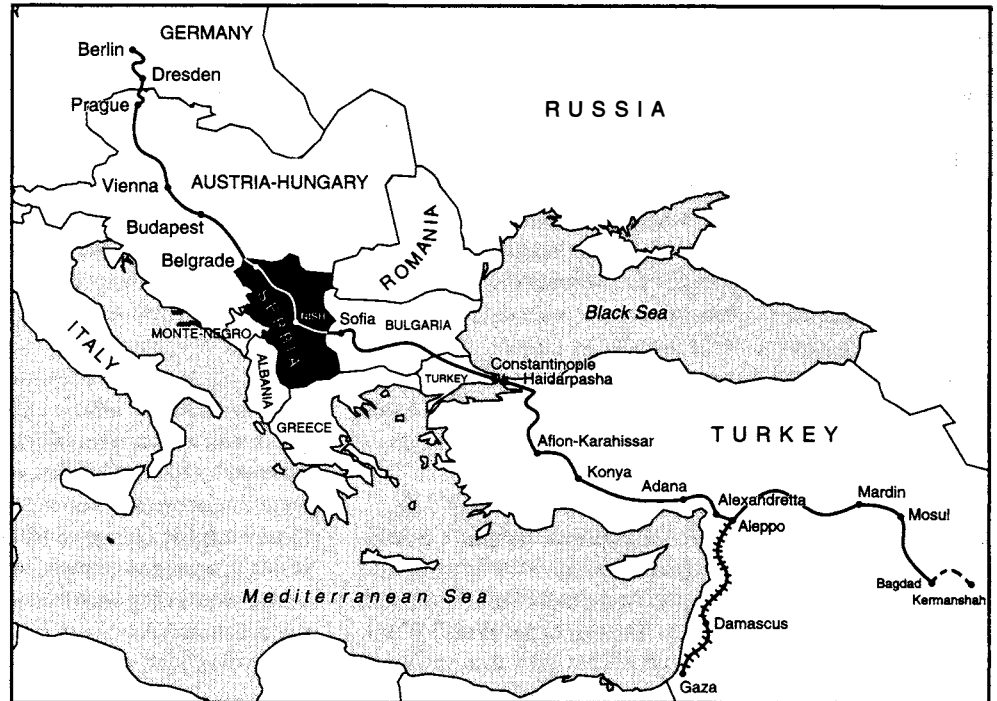 GERMANY
Berlin
Dresden
Prague
RUSSIA
Vienna
AUSTRIA-HUNGARY
Budapest
ROMANIA
Belgrade
SERBIA
NISH
Sofia
BULGARIA
Black Sea
ITALY
MONTE-NEGRO
ALBANIA
Constantinople
TURKEY
Haidarpasha
GREECE
Afion-Karahissar
TURKEY
Konya
Adana
Alexandretta
Mardin
Aleppo
Mosul
Bagdad
Kermanshah
Mediterranean Sea
Damascus
Gaza